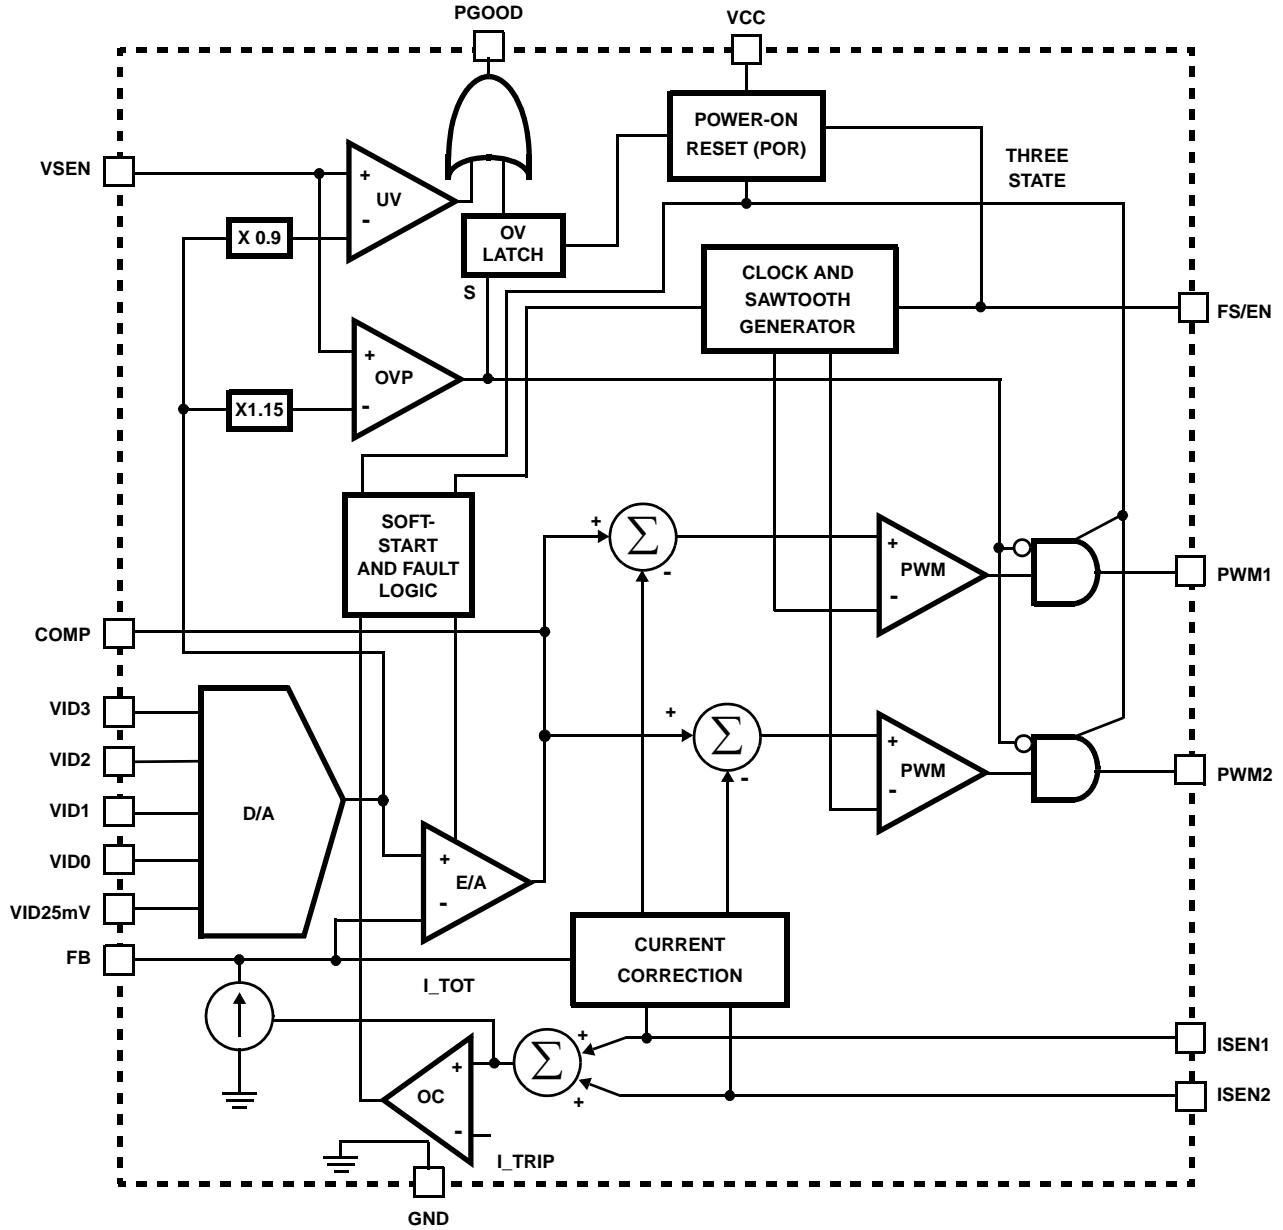 PGOOD
VCC
POWER-ON
RESET (POR)
THREE
STATE
VSEN
+
UV
-
X 0.9
OV
LATCH
S
CLOCK AND
SAWTOOTH
GENERATOR
FS/EN
+
OVP
-
X1.15
SOFT-
START
AND FAULT
LOGIC
+
Σ
-
+
PWM
-
PWM1
COMP
VID3
VID2
VID1
VID0
VID25mV
D/A
+
Σ
-
+
PWM
-
PWM2
+
E/A
-
FB
CURRENT
CORRECTION
I_TOT
+
Σ
+
ISEN1
ISEN2
+
OC
-
I_TRIP
GND